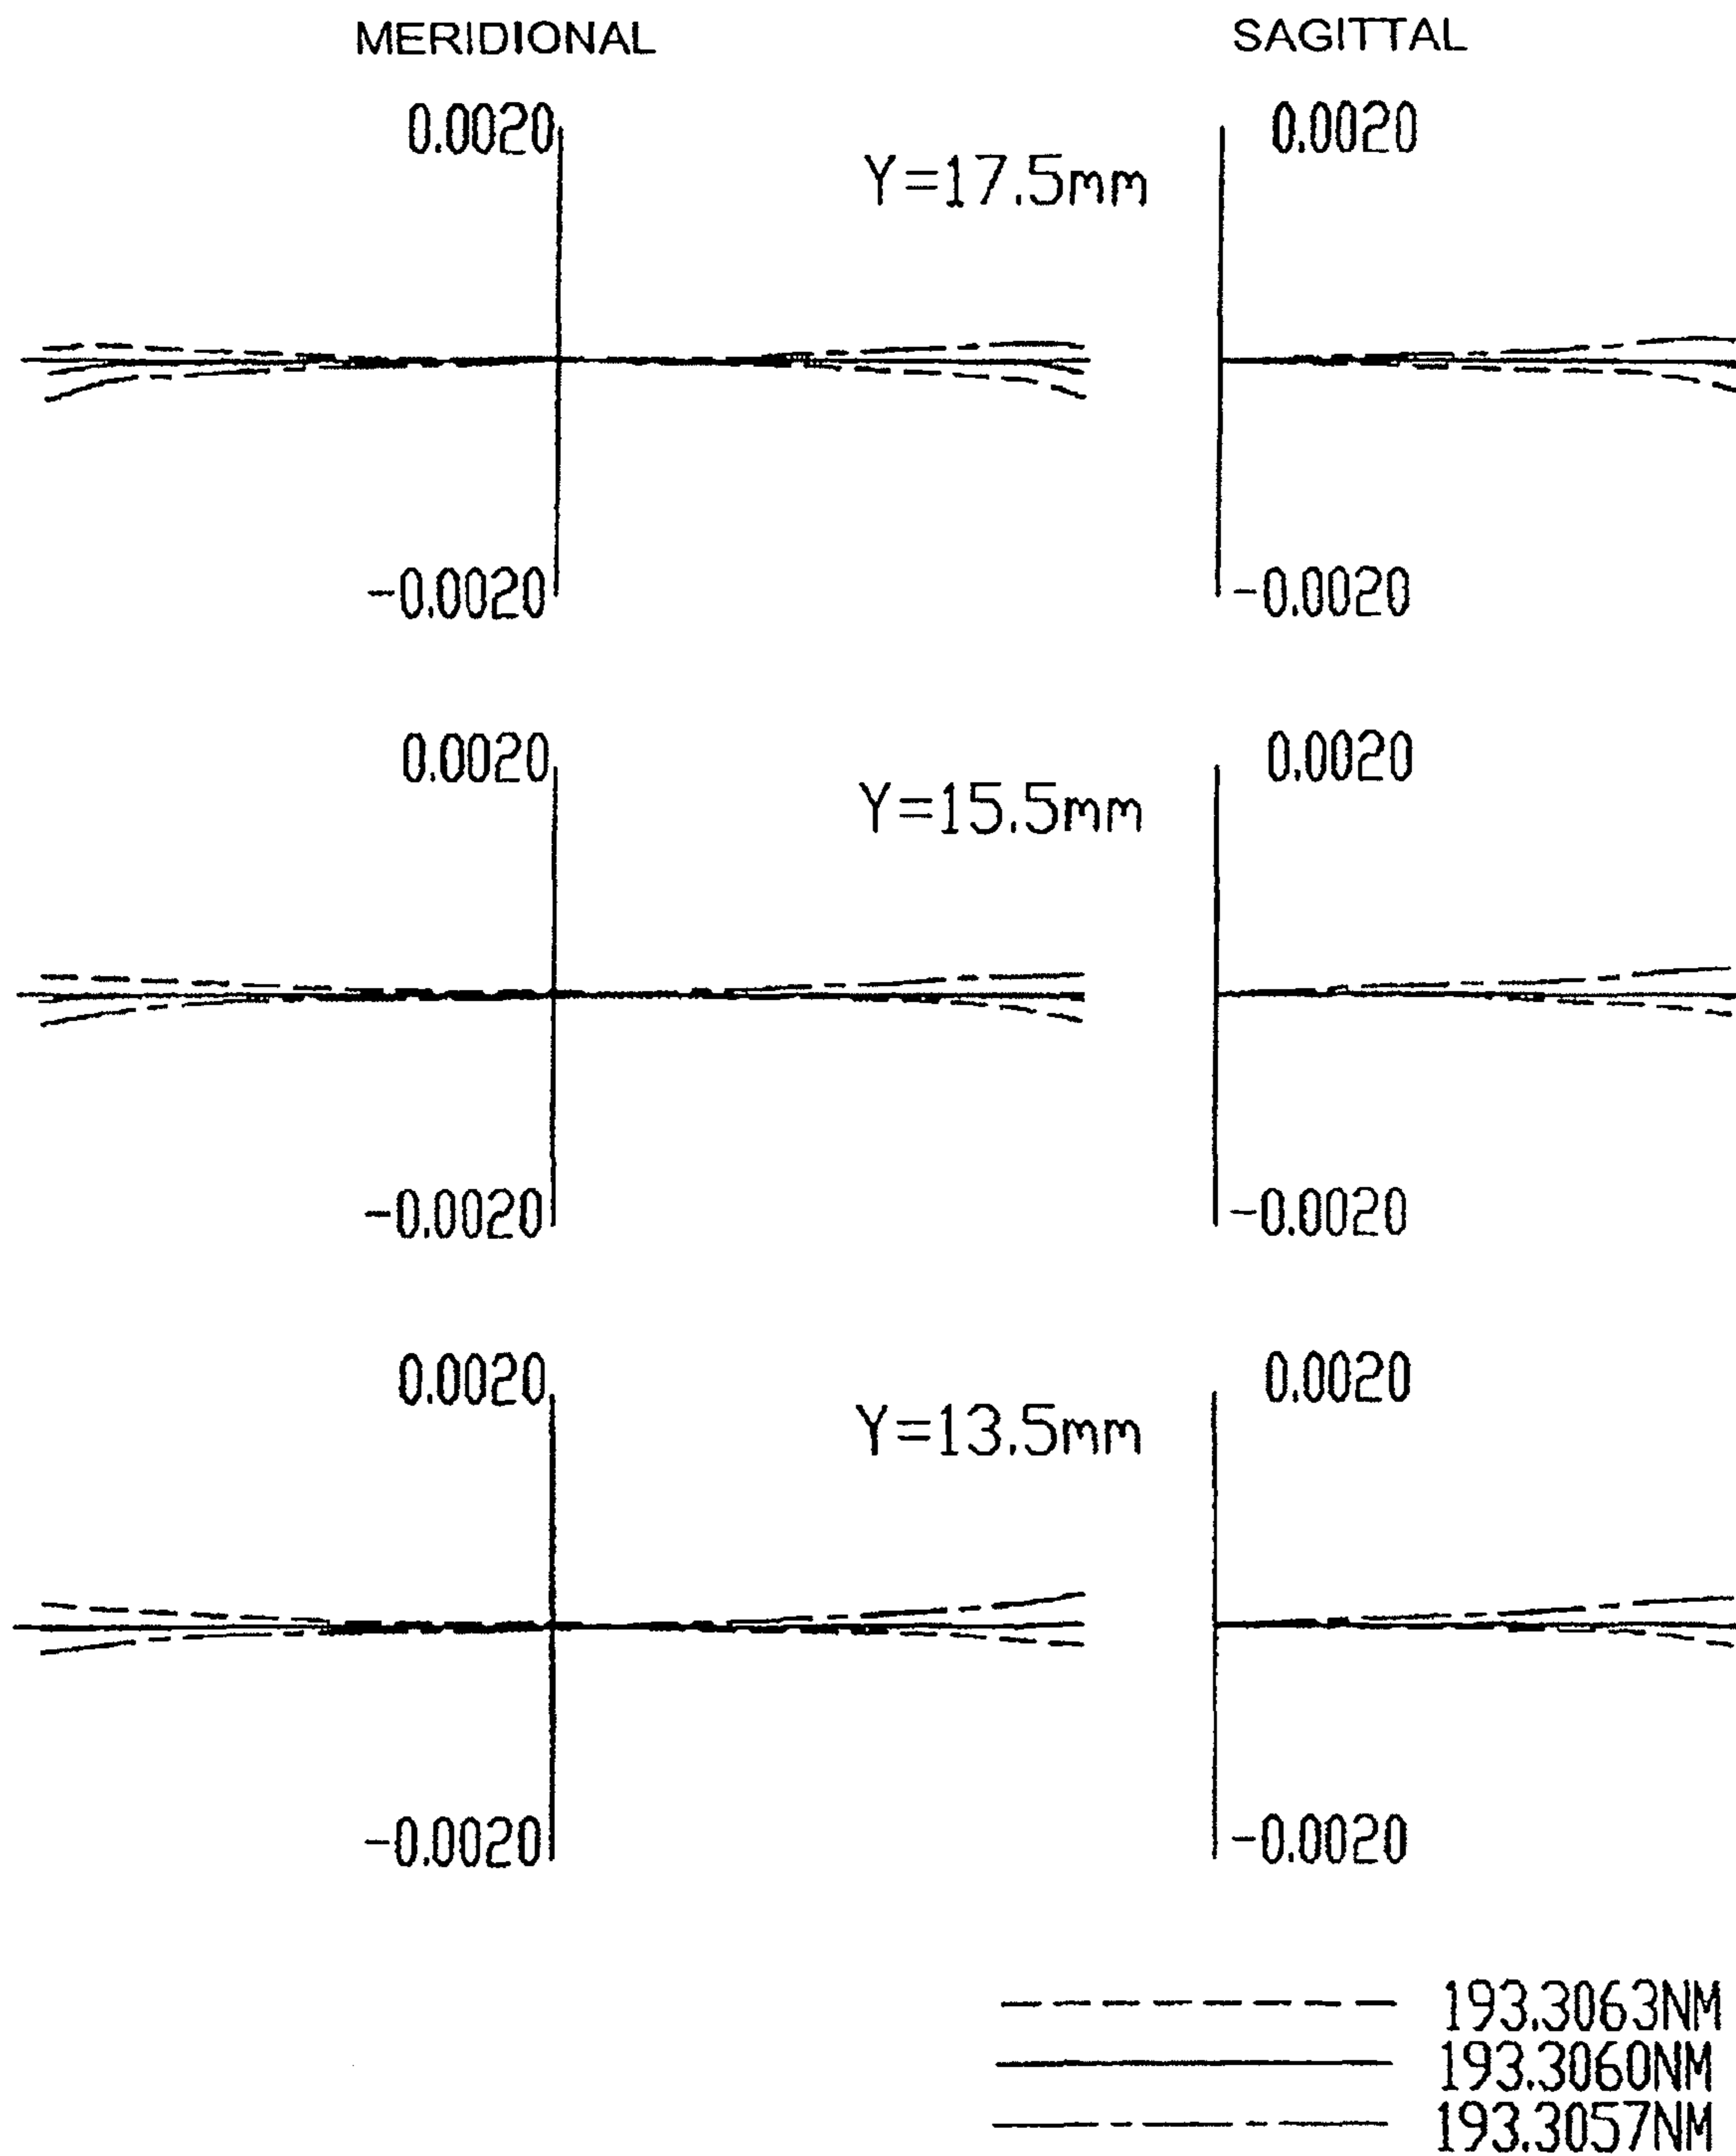 MERIDIONAL SAGITTAL
0.0020 0.0020
Y=17.5mm
-0.0020 -0.0020
0.0020 0.0020
Y=15.5mm
-0.0020 -0.0020
0.0020 0.0020
Y=13.5mm
-0.0020 -0.0020
193.3063NM
193.3060NM
193.3057NM